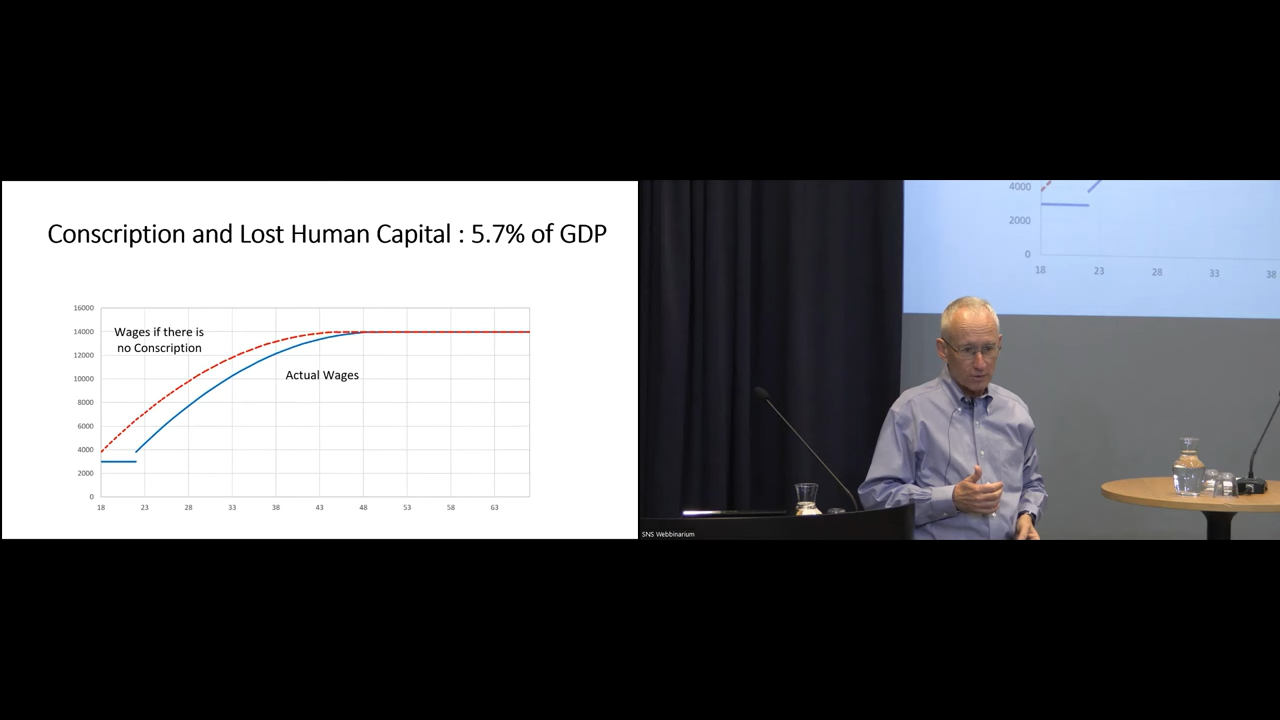 Conscription and Lost Human Capital : 5.7% of GDP
16000
14000
12000
10000
8000
6000
4000
2000
0
Wages if there is
no Conscription
Actual Wages
18 23 28 33 38 43 48 53 58 63
4000
2000
0
18 23 28 33 38
SNS Webbinarium